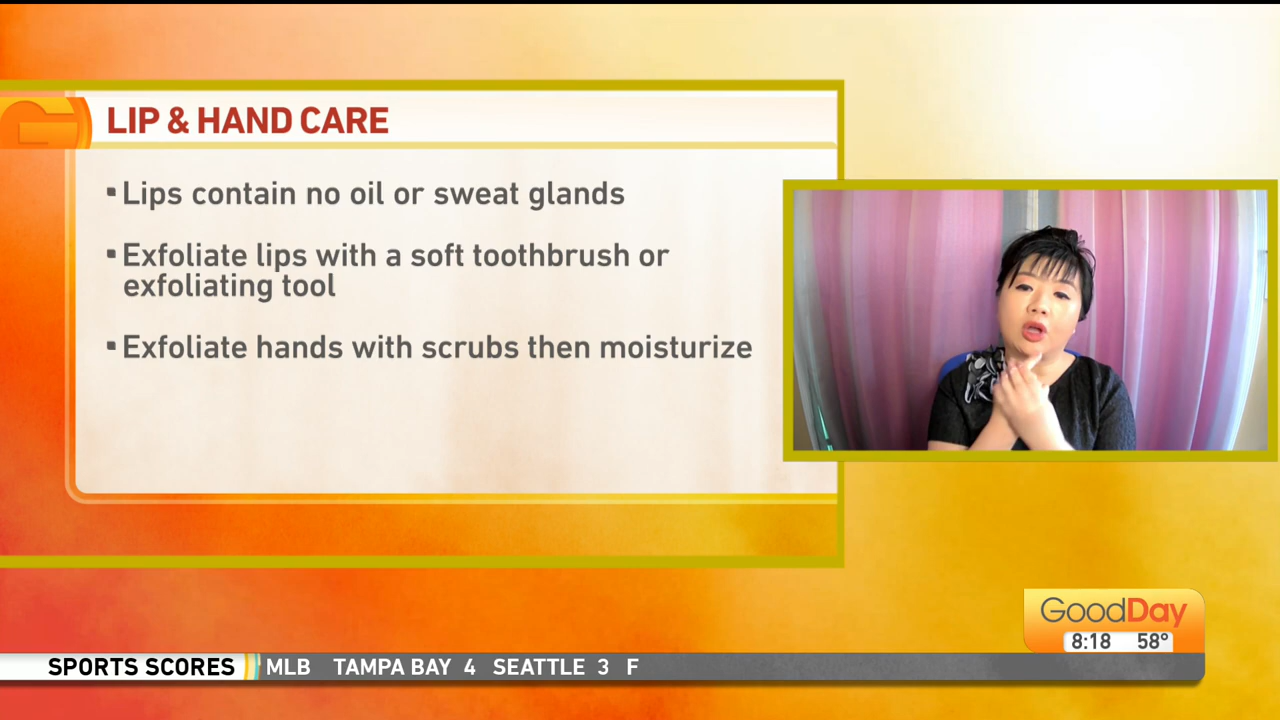 LIP & HAND CARE
▪ Lips contain no oil or sweat glands
▪ Exfoliate lips with a soft toothbrush or
exfoliating tool
▪ Exfoliate hands with scrubs then moisturize
GoodDay
8:18 58°
SPORTS SCORES MLB TAMPA BAY 4 SEATTLE 3 F